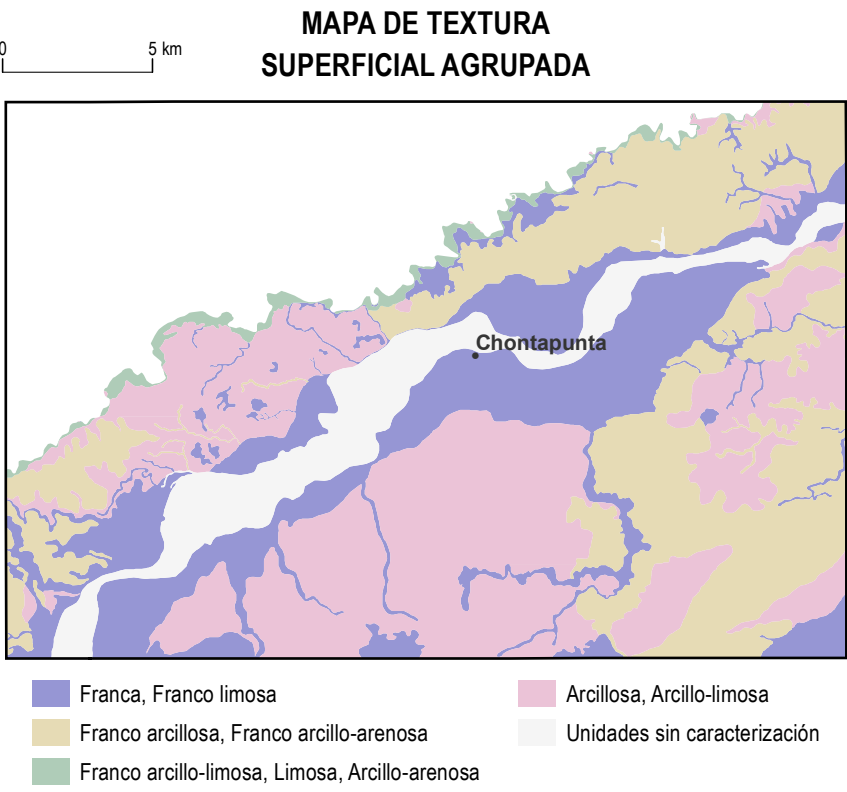 MAPA DE TEXTURA
SUPERFICIAL AGRUPADA
0 5 km
Chontapunta
Franca, Franco limosa
Franco arcillosa, Franco arcillo-arenosa
Franco arcillo-limosa, Limosa, Arcillo-arenosa
Arcillosa, Arcillo-limosa
Unidades sin caracterización